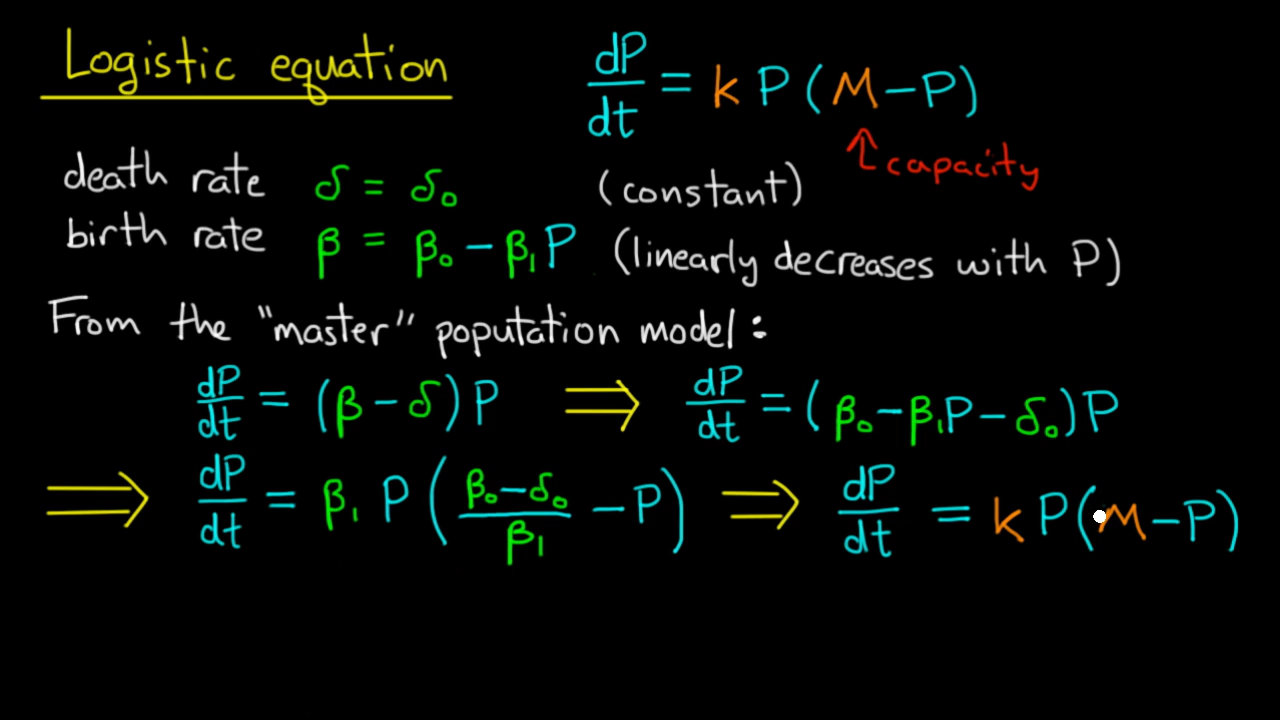 Logistic equation
dP/dt = k P (M - P)
↑ capacity
death rate δ = δ₀ (constant)
birth rate β = β₀ - β₁P (linearly decreases with P)
From the "master" population model:
dP/dt = (β - δ) P ⟹ dP/dt = (β₀ - β₁P - δ₀) P
⟹ dP/dt = β₁ P ((β₀ - δ₀)/β₁ - P) ⟹ dP/dt = k P (M - P)